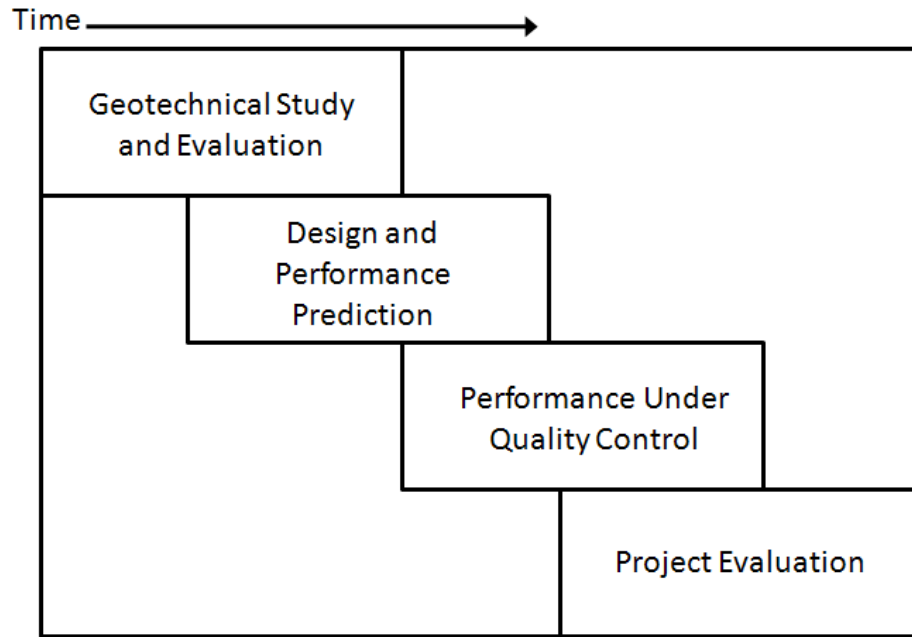 Time
Geotechnical Study
and Evaluation
Design and
Performance
Prediction
Performance Under
Quality Control
Project Evaluation